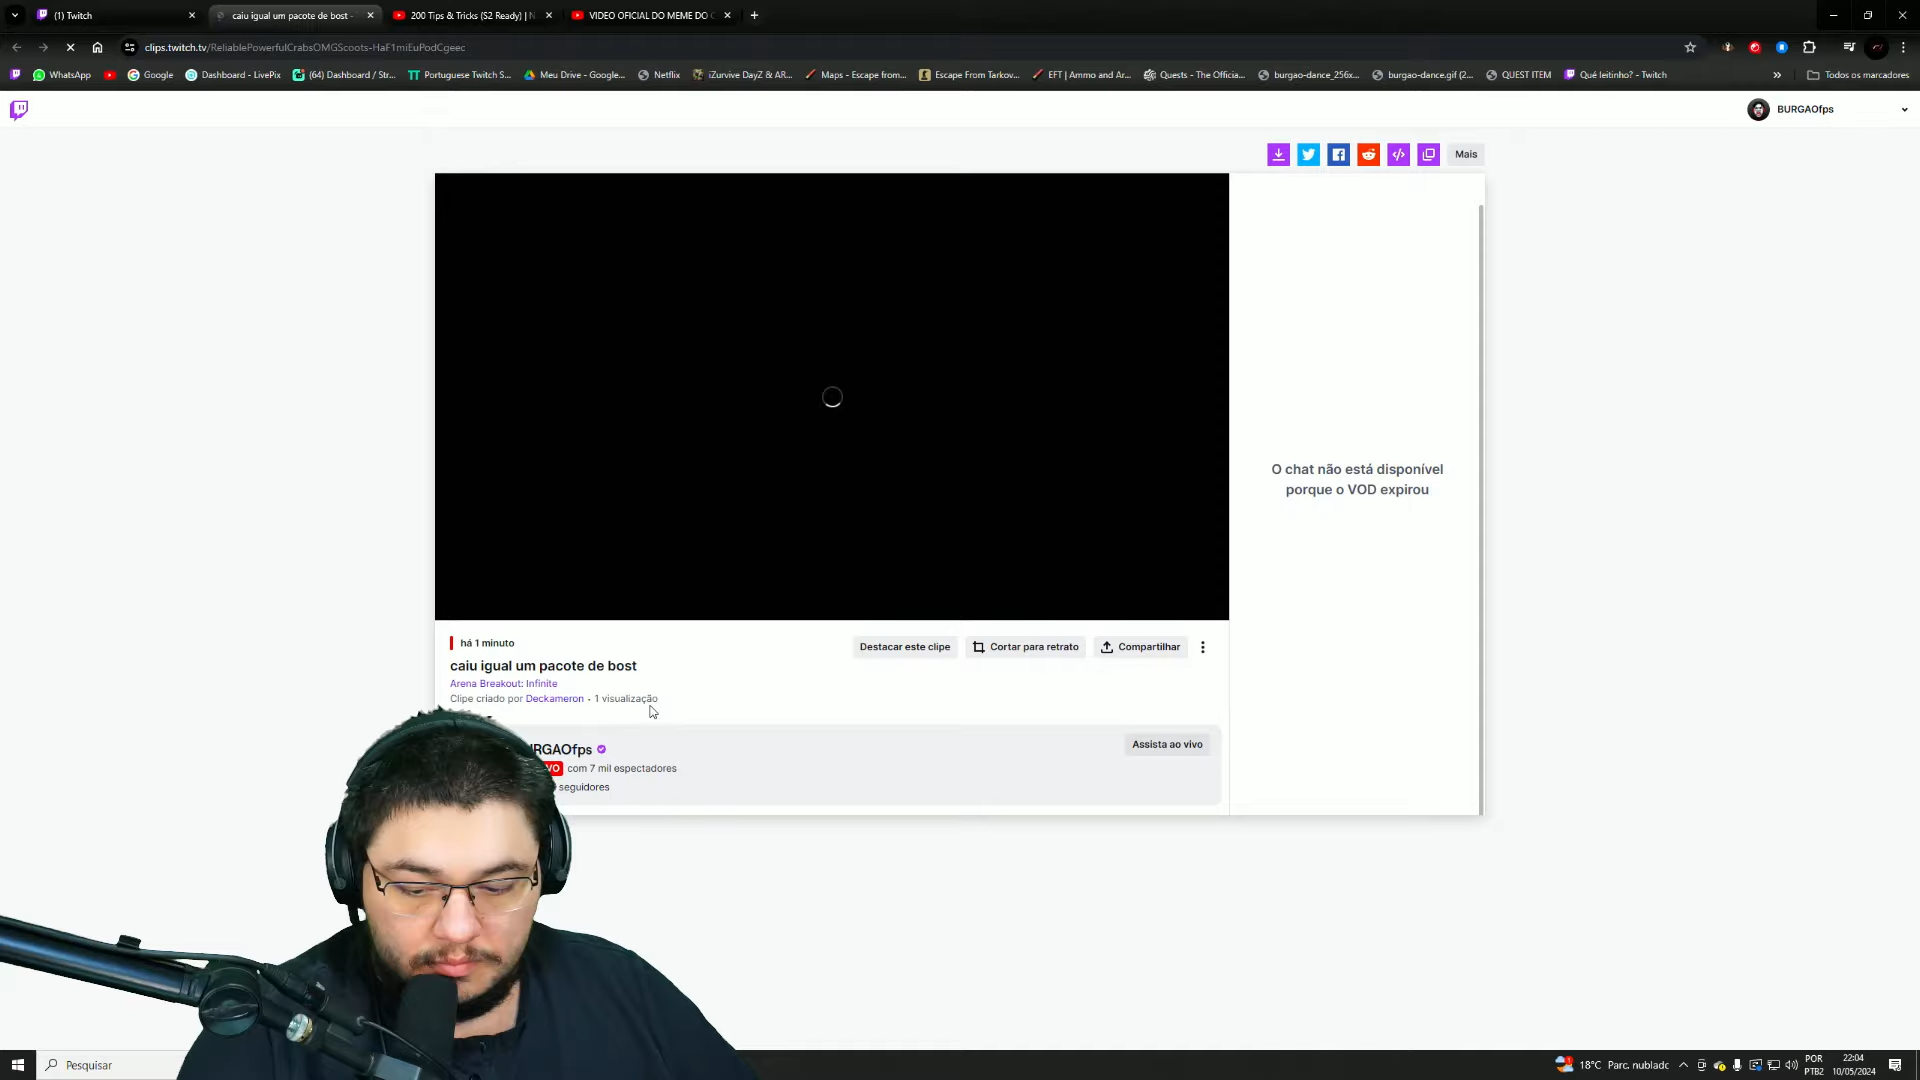 (1) Twitch
caiu igual um pacote de bost -
200 Tips & Tricks (S2 Ready) | N
VIDEO OFICIAL DO MEME DO
clips.twitch.tv/ReliablePowerfulCrabsOMGScoots-HaF1miEuPodCgeec
WhatsApp
Google
Dashboard - LivePix
(64) Dashboard / Str...
Portuguese Twitch S...
Meu Drive - Google...
Netflix
iZurvive DayZ & AR...
Maps - Escape from...
Escape From Tarkov...
EFT | Ammo and Ar...
Quests - The Officia...
burgao-dance_256x...
burgao-dance.gif (2...
QUEST ITEM
Qué leitinho? - Twitch
»
Todos os marcadores
BURGAOfps
Mais
O chat não está disponível
porque o VOD expirou
há 1 minuto
Destacar este clipe
Cortar para retrato
Compartilhar
caiu igual um pacote de bost
Arena Breakout: Infinite
Clipe criado por Deckameron • 1 visualização
RGAOfps
Assista ao vivo
VO com 7 mil espectadores
seguidores
Pesquisar
18°C Parc. nublado
POR
PTB2
22:04
10/05/2024